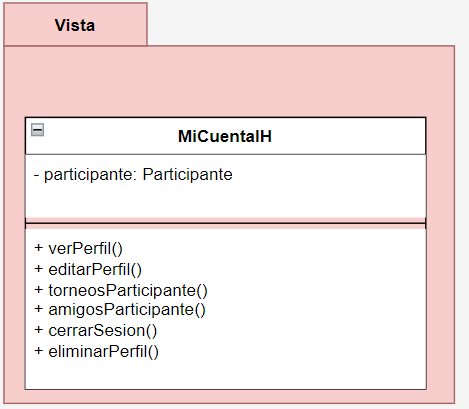 Vista
MiCuentaIH
- participante: Participante
+ verPerfil()
+ editarPerfil()
+ torneosParticipante()
+ amigosParticipante()
+ cerrarSesion()
+ eliminarPerfil()